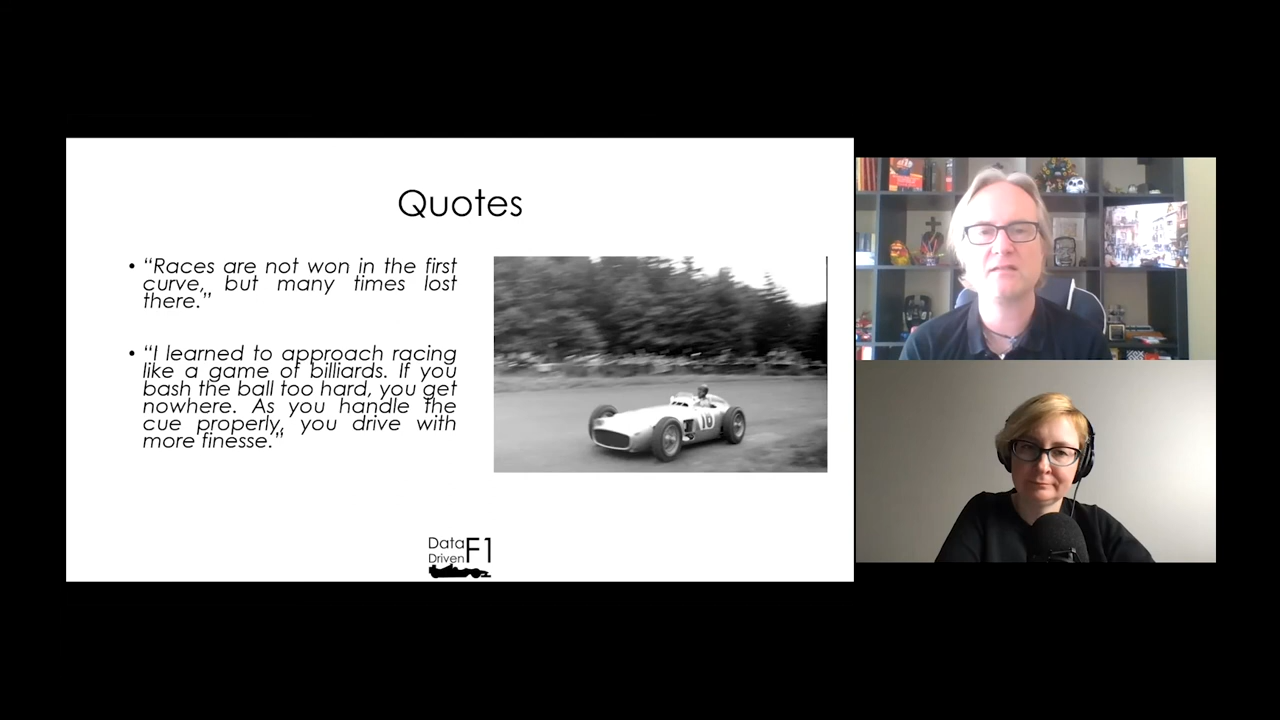 Quotes
• “Races are not won in the first
curve, but many times lost
there.”
• “I learned to approach racing
like a game of billiards. If you
bash the ball too hard, you get
nowhere. As you handle the
cue properly, you drive with
more finesse.”
Data
Driven
F1